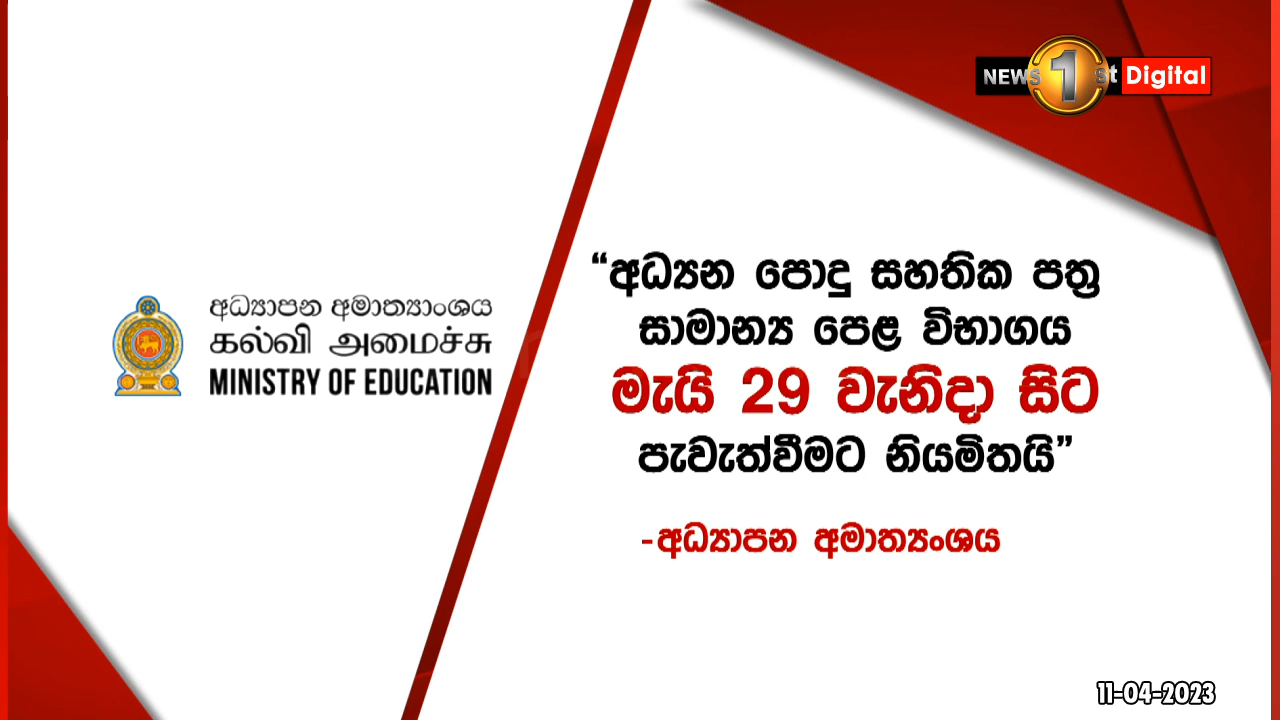 NEWS 1st Digital
අධ්‍යාපන අමාත්‍යාංශය
கல்வி அமைச்சு
MINISTRY OF EDUCATION
“අධ්‍යන පොදු සහතික පත්‍ර
සාමාන්‍ය පෙළ විභාගය
මැයි 29 වැනිදා සිට
පැවැත්වීමට නියමිතයි”
-අධ්‍යාපන අමාත්‍යංශය
11-04-2023